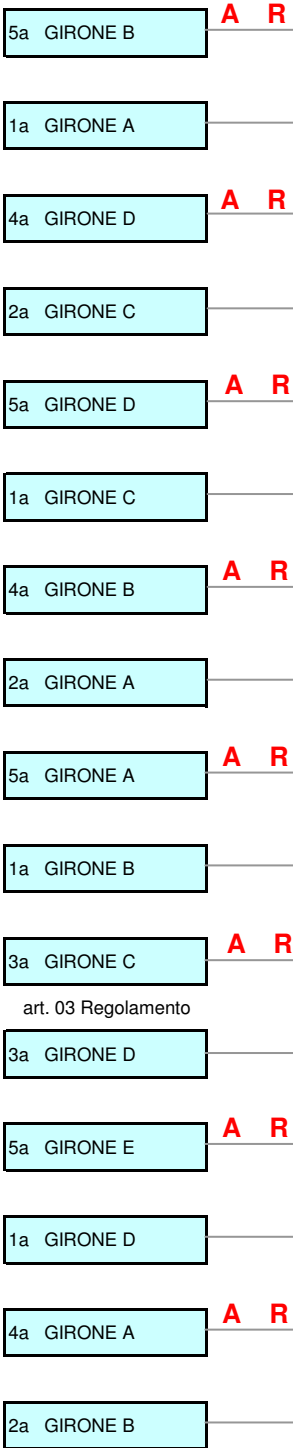 5a GIRONE B A R
1a GIRONE A
4a GIRONE D A R
2a GIRONE C
5a GIRONE D A R
1a GIRONE C
4a GIRONE B A R
2a GIRONE A
5a GIRONE A A R
1a GIRONE B
3a GIRONE C A R
art. 03 Regolamento
3a GIRONE D
5a GIRONE E A R
1a GIRONE D
4a GIRONE A A R
2a GIRONE B